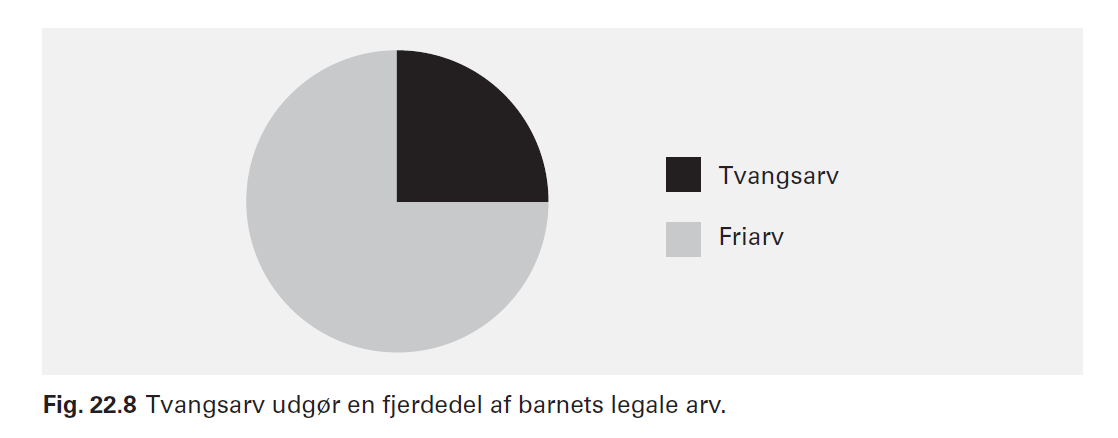 Tvangsarv
Friarv
Fig. 22.8 Tvangsarv udgør en fjerdedel af barnets legale arv.